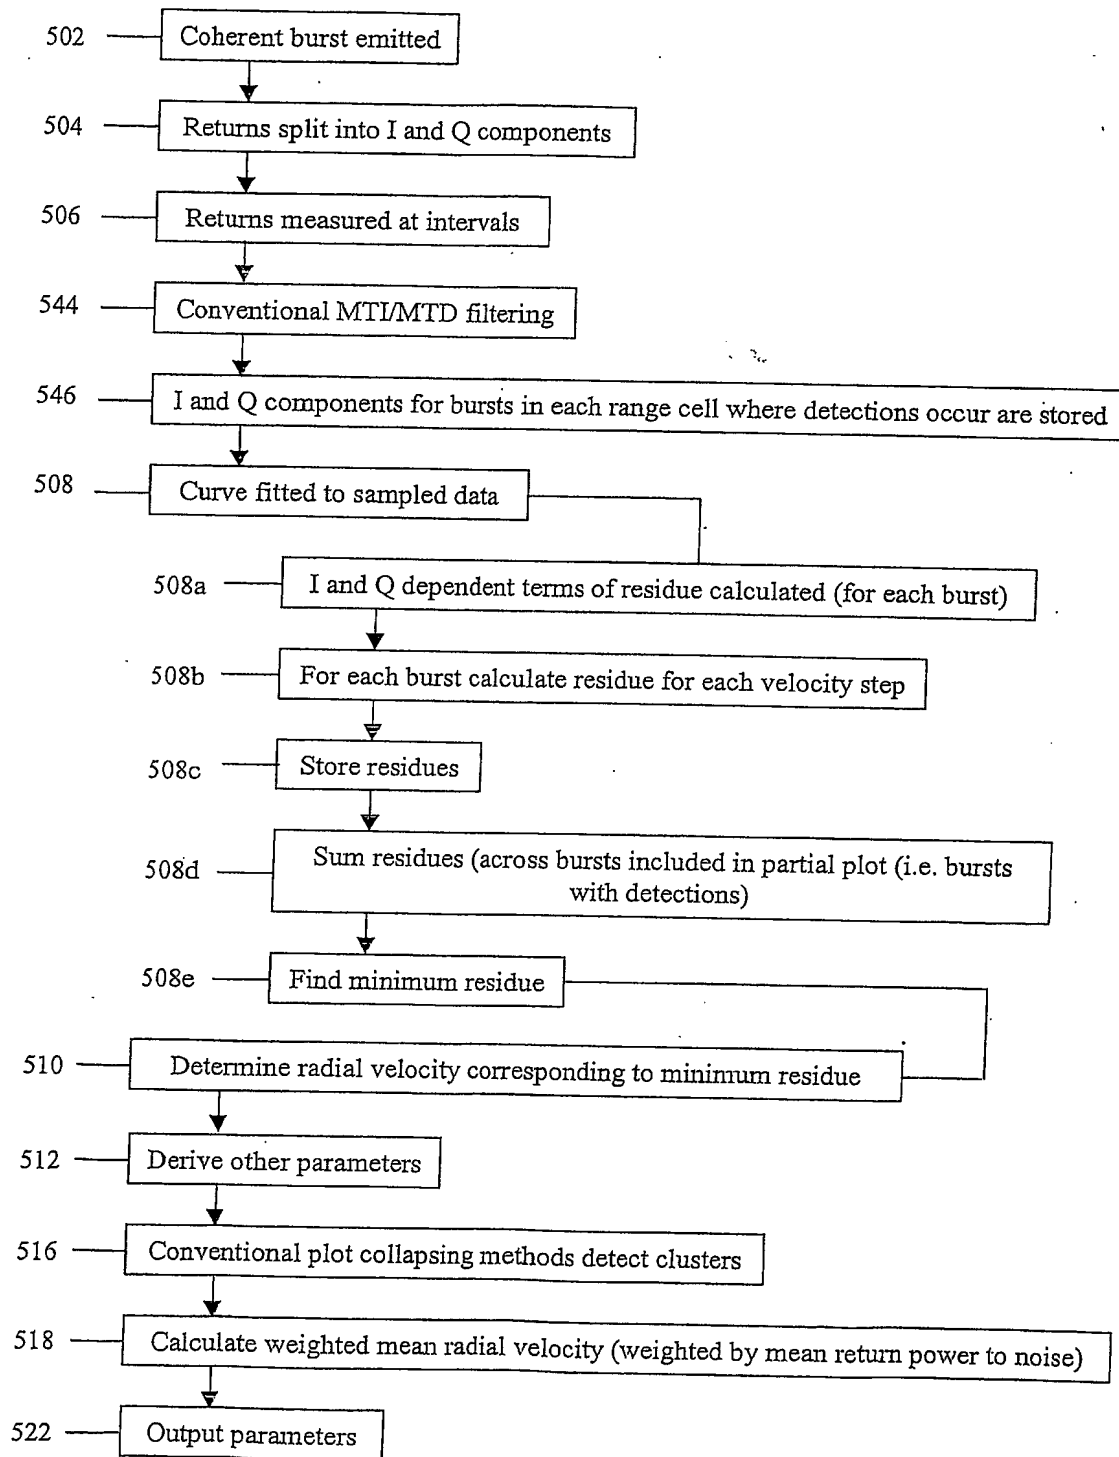 502 Coherent burst emitted
504 Returns split into I and Q components
506 Returns measured at intervals
544 Conventional MTI/MTD filtering
546 I and Q components for bursts in each range cell where detections occur are stored
508 Curve fitted to sampled data
508a I and Q dependent terms of residue calculated (for each burst)
508b For each burst calculate residue for each velocity step
508c Store residues
508d Sum residues (across bursts included in partial plot (i.e. bursts
with detections)
508e Find minimum residue
510 Determine radial velocity corresponding to minimum residue
512 Derive other parameters
516 Conventional plot collapsing methods detect clusters
518 Calculate weighted mean radial velocity (weighted by mean return power to noise)
522 Output parameters